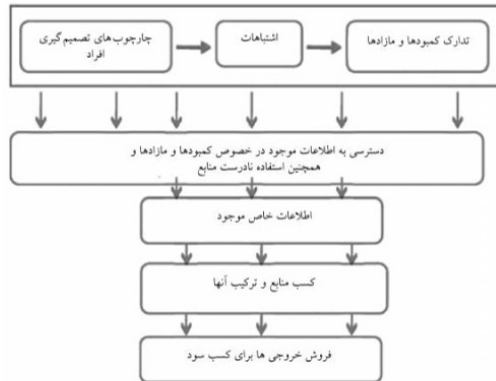 چارچوب‌های تصمیم‌گیری
افراد
اشتباهات
تدارک کمبودها و مازادها
دسترسی به اطلاعات موجود در خصوص کمبودها و مازادها و
همچنین استفاده نادرست منابع
اطلاعات خاص موجود
کسب منابع و ترکیب آنها
فروش خروجی ها برای کسب سود